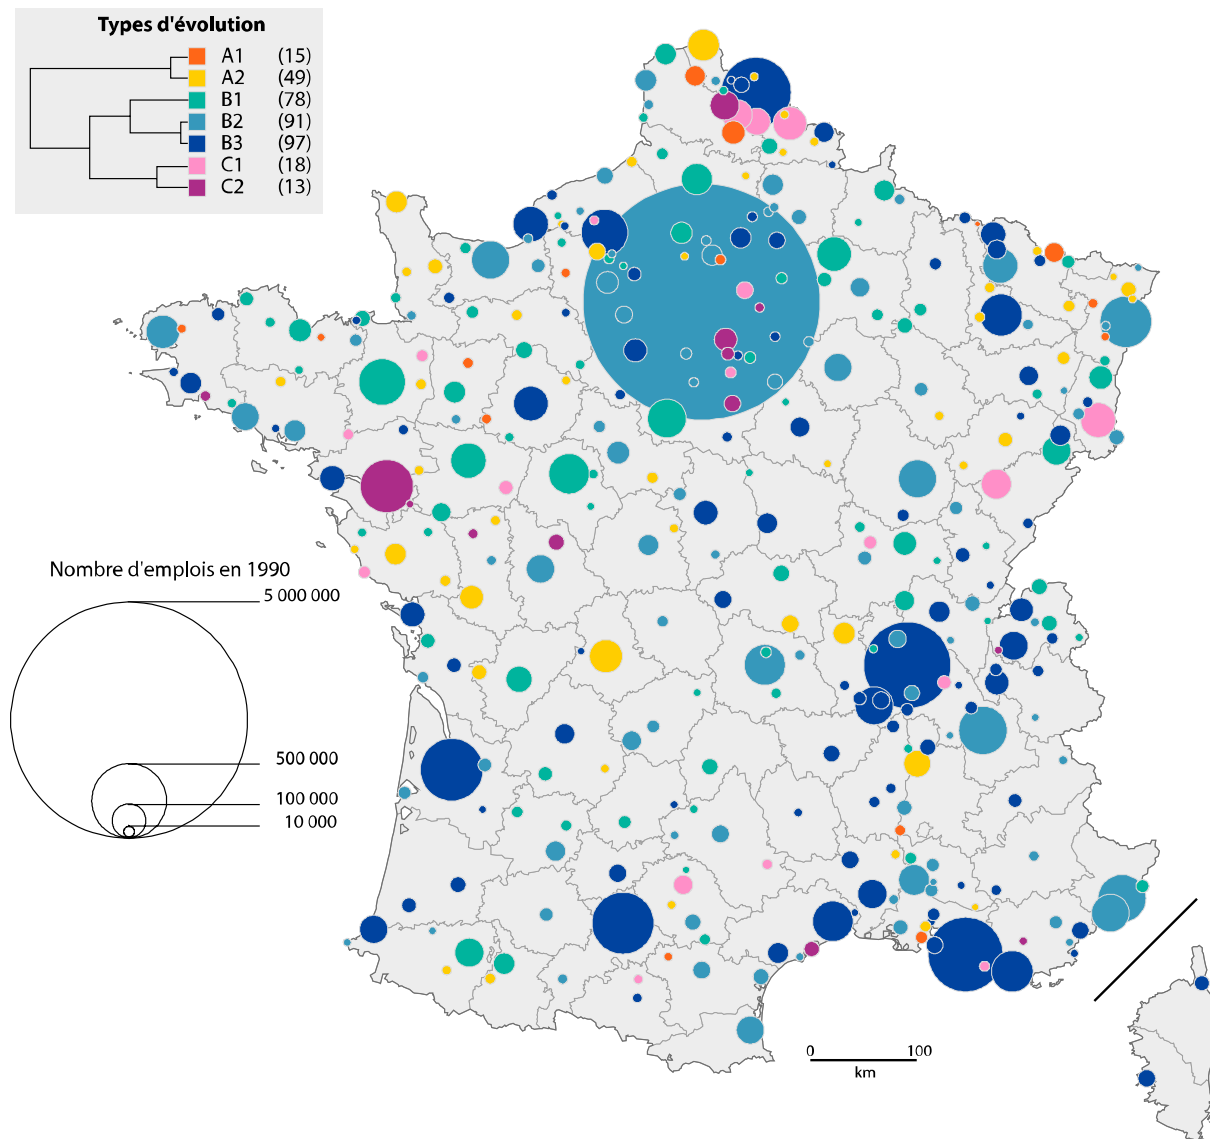 Types d'évolution
A1 (15)
A2 (49)
B1 (78)
B2 (91)
B3 (97)
C1 (18)
C2 (13)
Nombre d'emplois en 1990
5 000 000
500 000
100 000
10 000
0 100
km